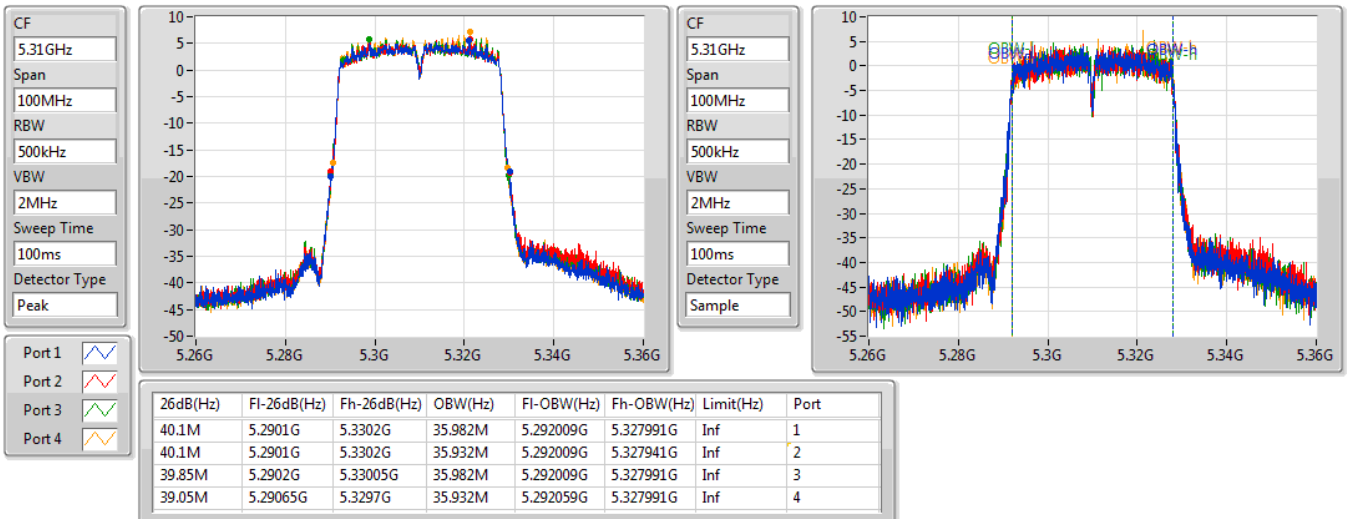 CF
5.31GHz
Span
100MHz
RBW
500kHz
VBW
2MHz
Sweep Time
100ms
Detector Type
Peak
10
5
0
-5
-10
-15
-20
-25
-30
-35
-40
-45
-50
5.26G 5.28G 5.3G 5.32G 5.34G 5.36G
CF
5.31GHz
Span
100MHz
RBW
500kHz
VBW
2MHz
Sweep Time
100ms
Detector Type
Sample
10
5
0
-5
-10
-15
-20
-25
-30
-35
-40
-45
-50
-55
OBW-h
5.26G 5.28G 5.3G 5.32G 5.34G 5.36G
Port 1
Port 2
Port 3
Port 4
26dB(Hz) Fl-26dB(Hz) Fh-26dB(Hz) OBW(Hz) Fl-OBW(Hz) Fh-OBW(Hz) Limit(Hz) Port
40.1M 5.2901G 5.3302G 35.982M 5.292009G 5.327991G Inf 1
40.1M 5.2901G 5.3302G 35.932M 5.292009G 5.327941G Inf 2
39.85M 5.2902G 5.33005G 35.982M 5.292009G 5.327991G Inf 3
39.05M 5.29065G 5.3297G 35.932M 5.292059G 5.327991G Inf 4